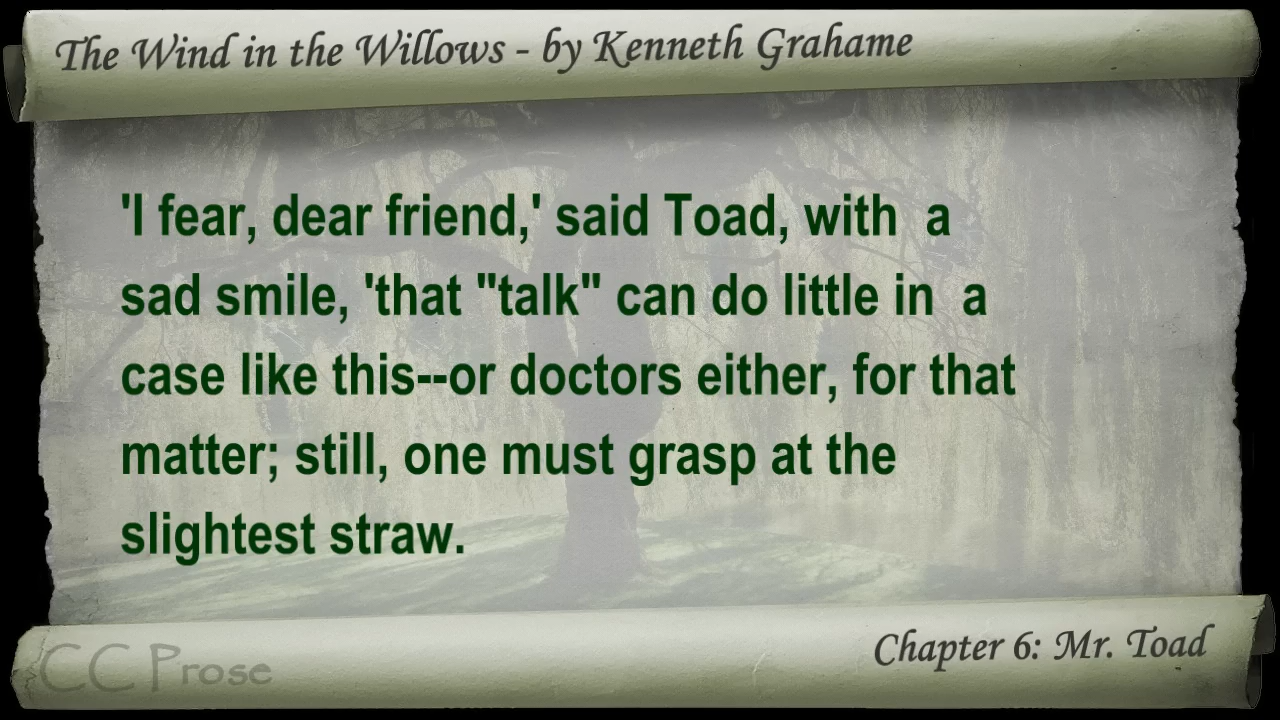 The Wind in the Willows - by Kenneth Grahame
'I fear, dear friend,' said Toad, with  a
sad smile, 'that "talk" can do little in  a
case like this--or doctors either, for that
matter; still, one must grasp at the
slightest straw.
Chapter 6: Mr. Toad
CC Prose